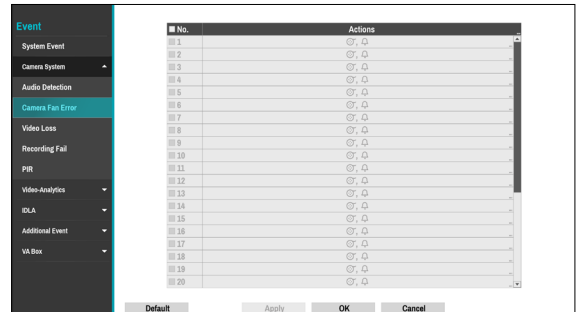 Event
System Event
Camera System
Audio Detection
Camera Fan Error
Video Loss
Recording Fail
PIR
Video-Analytics
IDLA
Additional Event
VA Box
No. Actions
1
2
3
4
5
6
7
8
9
10
11
12
13
14
15
16
17
18
19
20
Default Apply OK Cancel